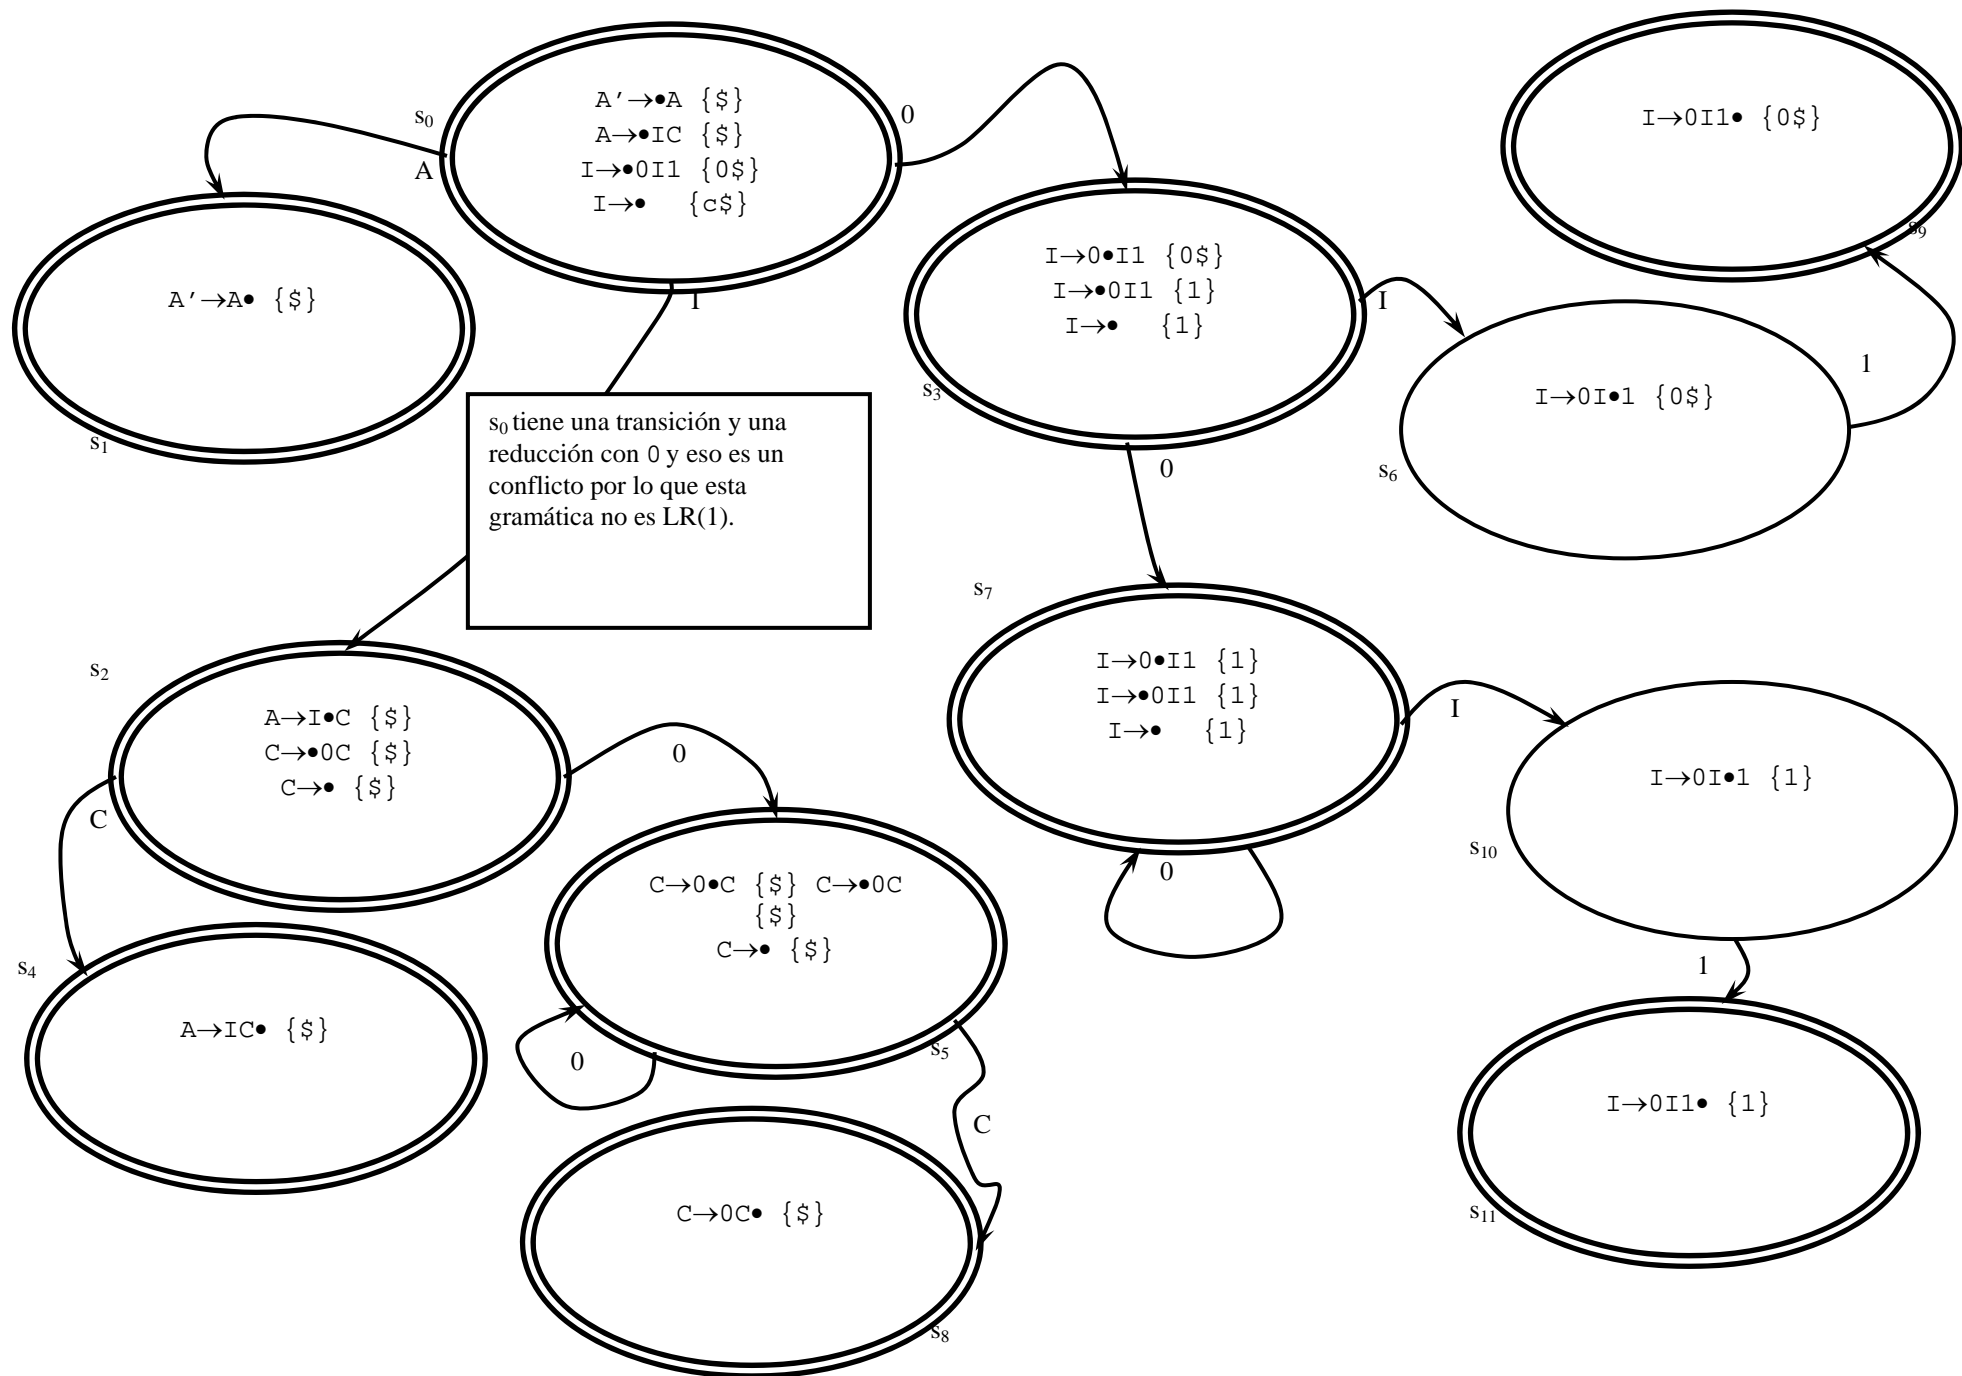 s0
A'→●A {$}
A→●IC {$}
I→●0I1 {0$}
I→● {c$}
A
0
I
A'→A● {$}
s1
I→0●I1 {0$}
I→●0I1 {1}
I→● {1}
s3
I
0
I→0I1● {0$}
s9
I→0I●1 {0$}
s6
1
s0 tiene una transición y una
reducción con 0 y eso es un
conflicto por lo que esta
gramática no es LR(1).
s2
A→I●C {$}
C→●0C {$}
C→● {$}
C
0
s7
I→0●I1 {1}
I→●0I1 {1}
I→● {1}
I
0
I→0I●1 {1}
s10
1
s4
A→IC● {$}
C→0●C {$} C→●0C
{$}
C→● {$}
s5
0
C
C→0C● {$}
s8
I→0I1● {1}
s11